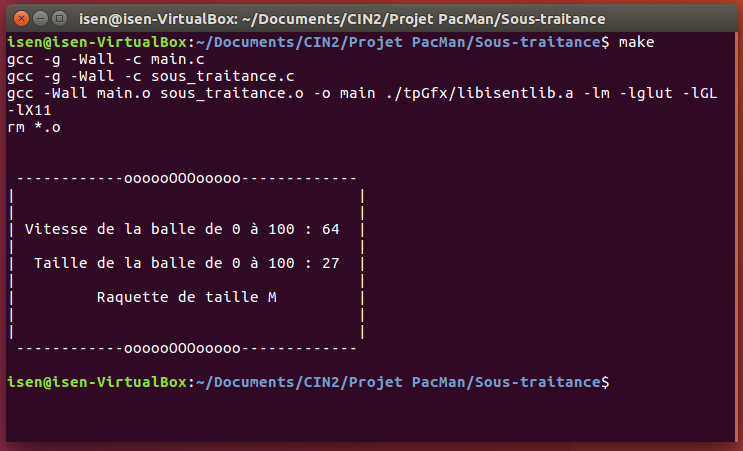 isen@isen-VirtualBox: ~/Documents/CIN2/Projet PacMan/Sous-traitance
isen@isen-VirtualBox:~/Documents/CIN2/Projet PacMan/Sous-traitance$ make
gcc -g -Wall -c main.c
gcc -g -Wall -c sous_traitance.c
gcc -Wall main.o sous_traitance.o -o main ./tpGfx/libisentlib.a -lm -lglut -lGL
-lX11
rm *.o
------------oooooOOOooooo-------------
|                                      |
|                                      |
| Vitesse de la balle de 0 à 100 : 64  |
|                                      |
|  Taille de la balle de 0 à 100 : 27  |
|                                      |
|         Raquette de taille M         |
|                                      |
|                                      |
------------oooooOOOooooo-------------
isen@isen-VirtualBox:~/Documents/CIN2/Projet PacMan/Sous-traitance$